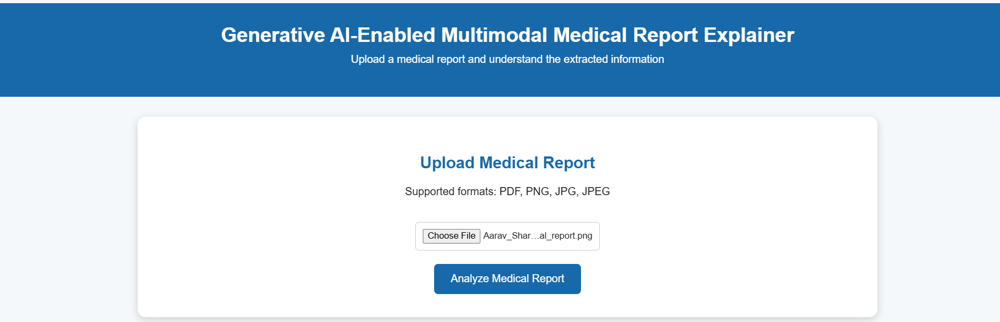 Generative AI-Enabled Multimodal Medical Report Explainer
Upload a medical report and understand the extracted information
Upload Medical Report
Supported formats: PDF, PNG, JPG, JPEG
Choose File Aarav_Shar…al_report.png
Analyze Medical Report